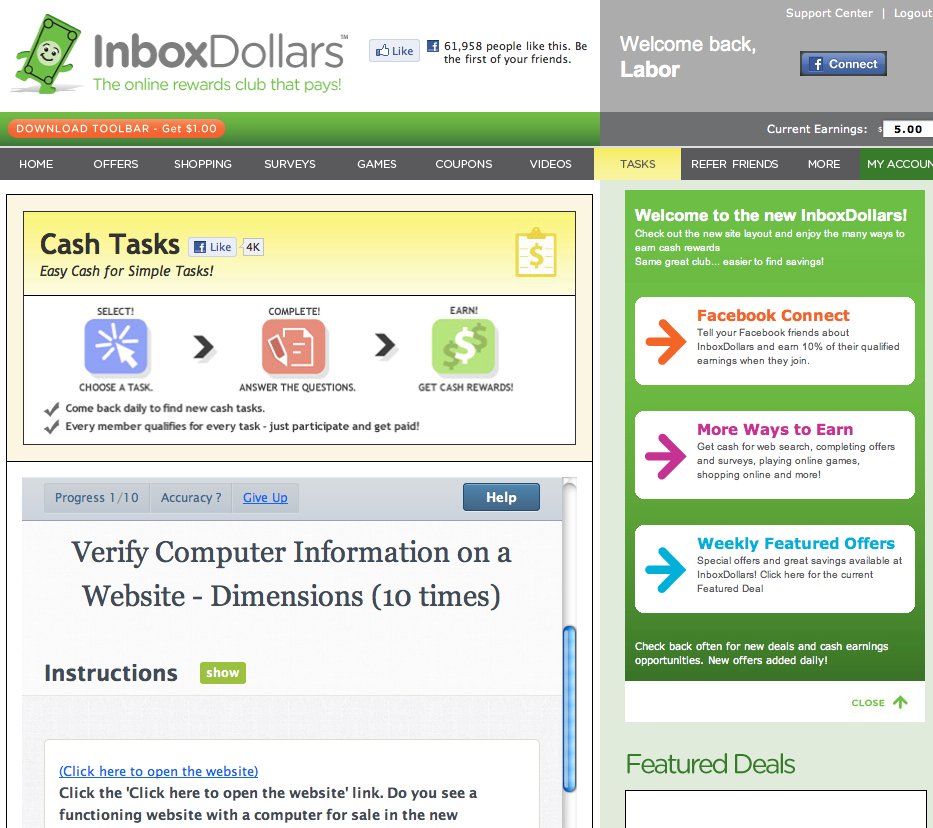 Support Center | Logout
InboxDollars™
The online rewards club that pays!
Like
61,958 people like this. Be
the first of your friends.
Welcome back,
Labor
f Connect
DOWNLOAD TOOLBAR - Get $1.00
Current Earnings: $ 5.00
HOME OFFERS SHOPPING SURVEYS GAMES COUPONS VIDEOS TASKS REFER FRIENDS MORE MY ACCOUN
Cash Tasks
Like 4K
Easy Cash for Simple Tasks!
SELECT! COMPLETE! EARN!
CHOOSE A TASK. ANSWER THE QUESTIONS. GET CASH REWARDS!
Come back daily to find new cash tasks.
Every member qualifies for every task - just participate and get paid!
Progress 1/10 Accuracy ? Give Up Help
Verify Computer Information on a
Website - Dimensions (10 times)
Instructions show
(Click here to open the website)
Click the 'Click here to open the website' link. Do you see a
functioning website with a computer for sale in the new
Welcome to the new InboxDollars!
Check out the new site layout and enjoy the many ways to
earn cash rewards
Same great club... easier to find savings!
Facebook Connect
Tell your Facebook friends about
InboxDollars and earn 10% of their qualified
earnings when they join.
More Ways to Earn
Get cash for web search, completing offers
and surveys, playing online games,
shopping online and more!
Weekly Featured Offers
Special offers and great savings available at
InboxDollars! Click here for the current
Featured Deal
Check back often for new deals and cash earnings
opportunities. New offers added daily!
CLOSE
Featured Deals